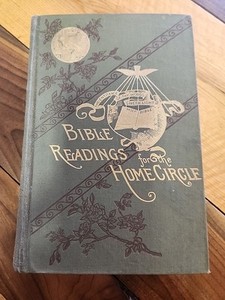 BIBLE
READINGS
for the
HOME CIRCLE